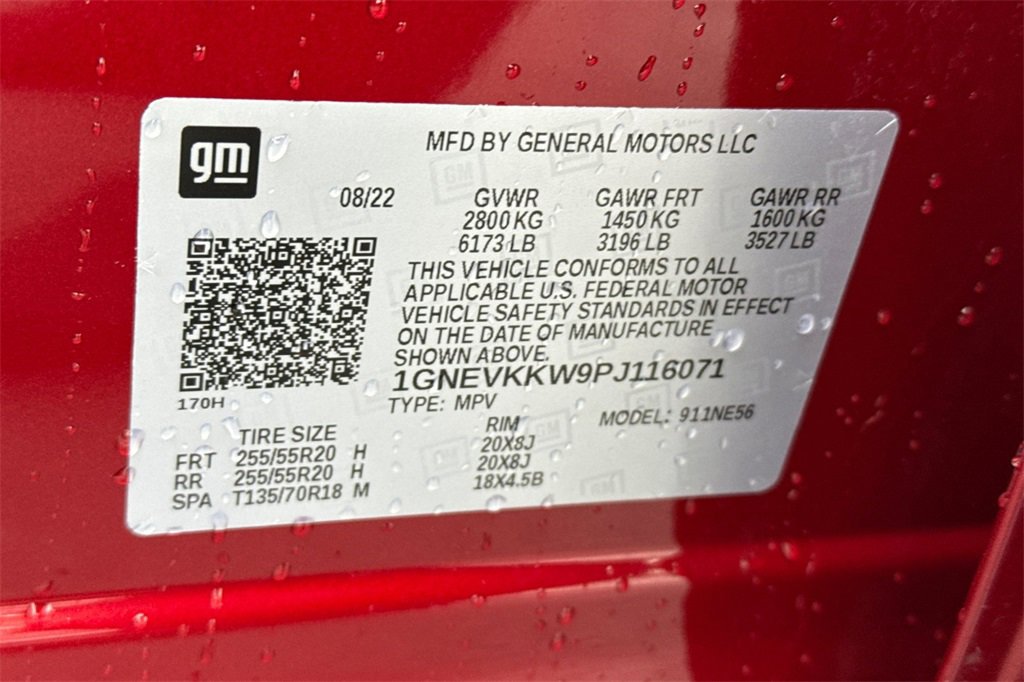 gm
MFD BY GENERAL MOTORS LLC
08/22 GVWR GAWR FRT GAWR RR
2800 KG 1450 KG 1600 KG
6173 LB 3196 LB 3527 LB
THIS VEHICLE CONFORMS TO ALL
APPLICABLE U.S. FEDERAL MOTOR
VEHICLE SAFETY STANDARDS IN EFFECT
ON THE DATE OF MANUFACTURE
SHOWN ABOVE.
1GNEVKKW9PJ116071
170H
TYPE: MPV MODEL: 911NE56
TIRE SIZE RIM
FRT 255/55R20 H 20X8J
RR 255/55R20 H 20X8J
SPA T135/70R18 M 18X4.5B